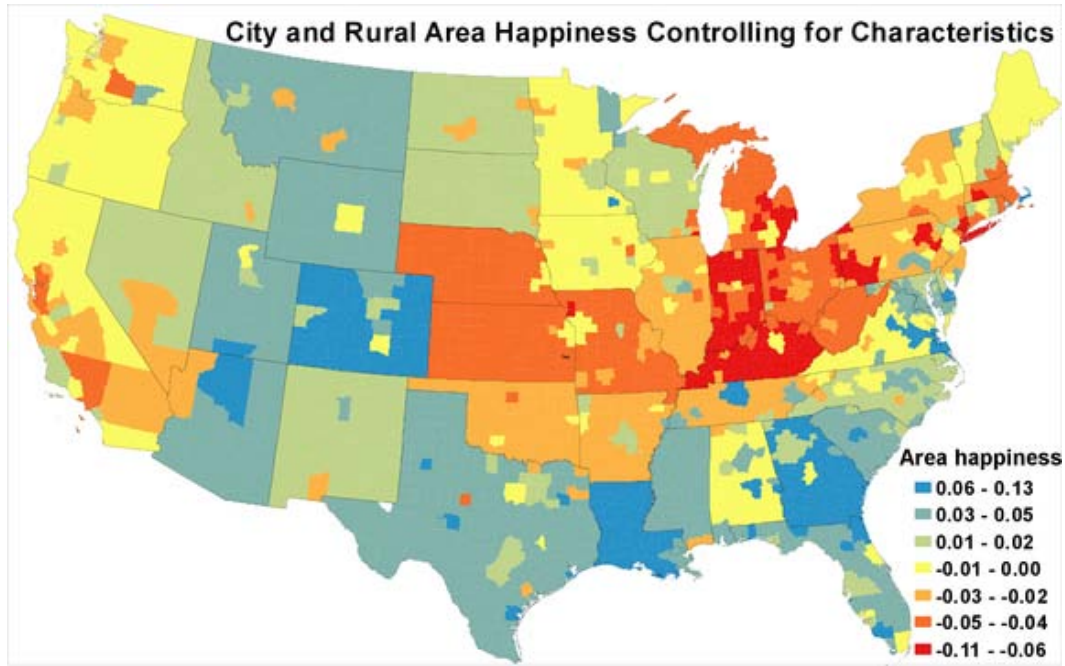 City and Rural Area Happiness Controlling for Characteristics
Area happiness
0.06 - 0.13
0.03 - 0.05
0.01 - 0.02
-0.01 - 0.00
-0.03 - -0.02
-0.05 - -0.04
-0.11 - -0.06